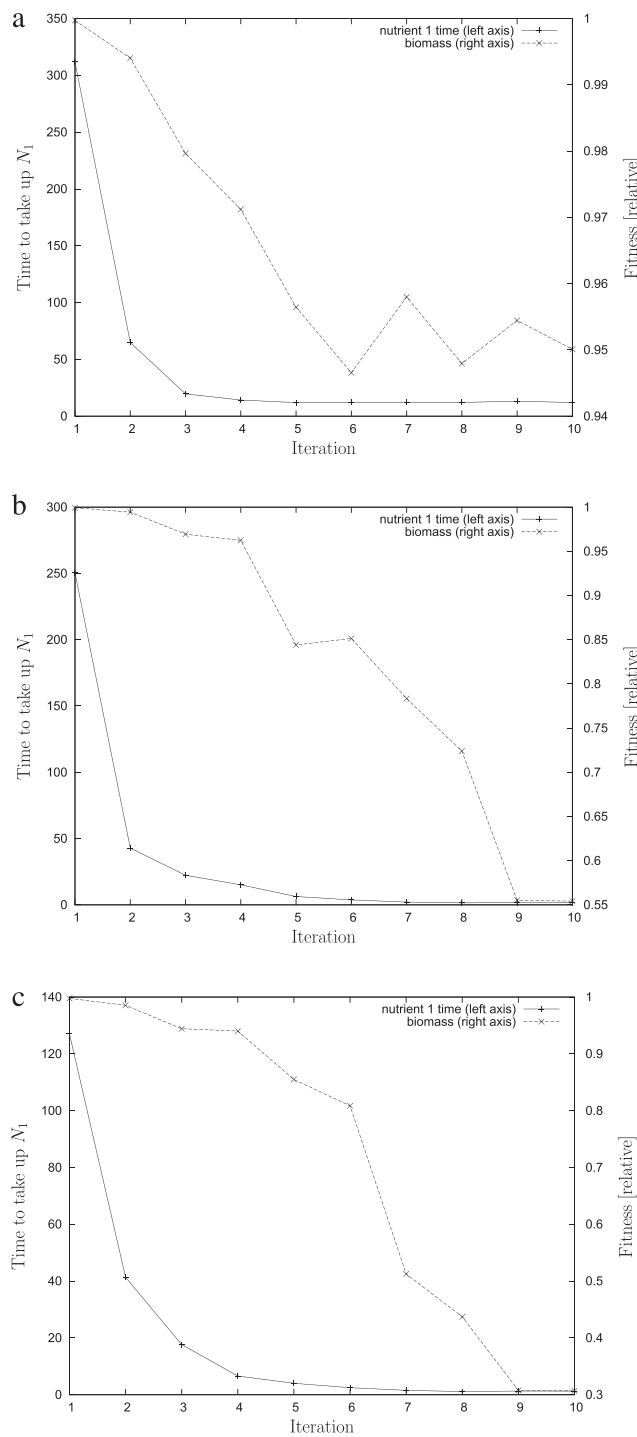 a
350
300
250
200
150
100
50
0
1
0.99
0.98
0.97
0.96
0.95
0.94
nutrient 1 time (left axis)
biomass (right axis)
Time to take up N1
Fitness [relative]
1 2 3 4 5 6 7 8 9 10
Iteration
b
300
250
200
150
100
50
0
1
0.95
0.9
0.85
0.8
0.75
0.7
0.65
0.6
0.55
nutrient 1 time (left axis)
biomass (right axis)
Time to take up N1
Fitness [relative]
1 2 3 4 5 6 7 8 9 10
Iteration
c
140
120
100
80
60
40
20
0
1
0.9
0.8
0.7
0.6
0.5
0.4
0.3
nutrient 1 time (left axis)
biomass (right axis)
Time to take up N1
Fitness [relative]
1 2 3 4 5 6 7 8 9 10
Iteration